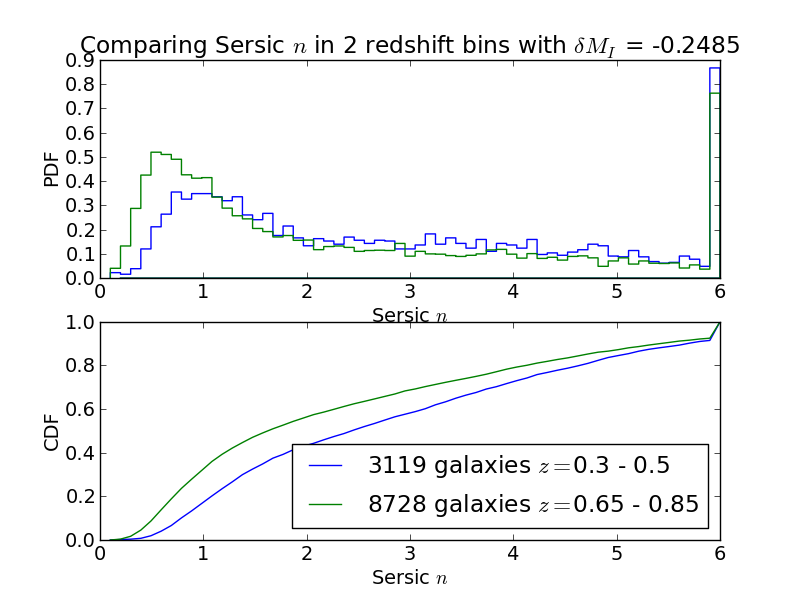 Comparing Sersic n in 2 redshift bins with δM_I = -0.2485
0.9
0.8
0.7
0.6
0.5
0.4
0.3
0.2
0.1
0.0
PDF
0 1 2 3 4 5 6
Sersic n
1.0
0.8
0.6
0.4
0.2
0.0
CDF
3119 galaxies z=0.3 - 0.5
8728 galaxies z=0.65 - 0.85
0 1 2 3 4 5 6
Sersic n